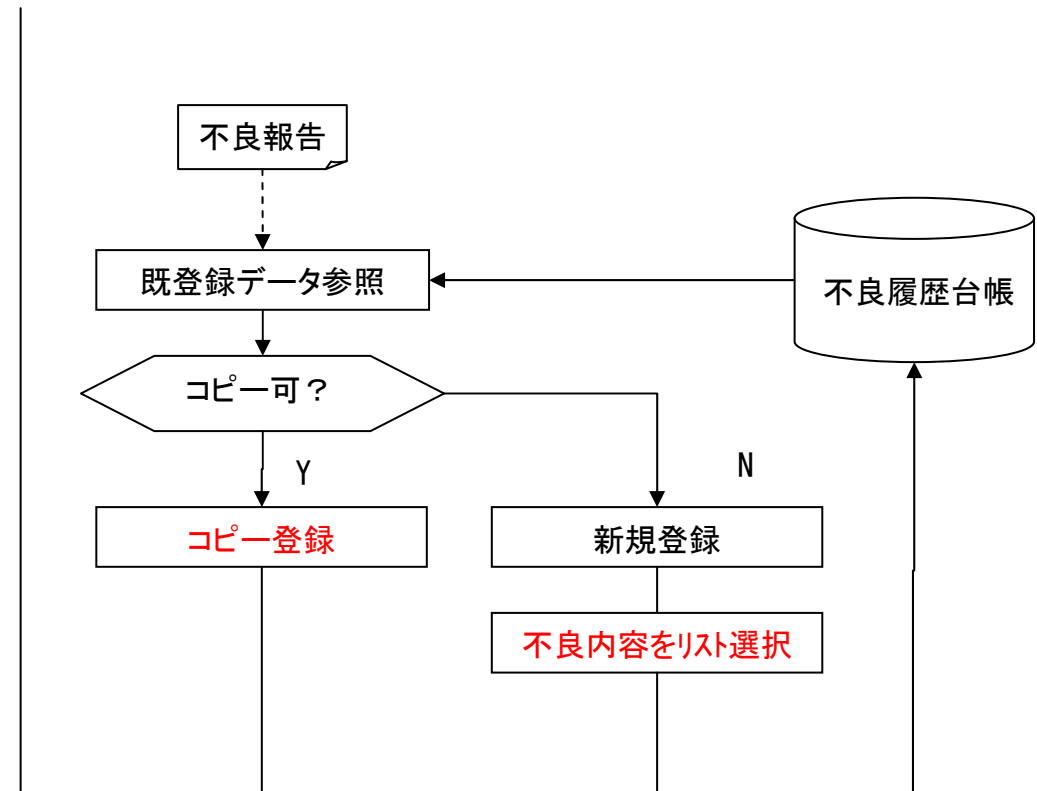 不良報告
既登録データ参照
不良履歴台帳
コピー可？
Y
N
コピー登録
新規登録
不良内容をﾘｽﾄ選択